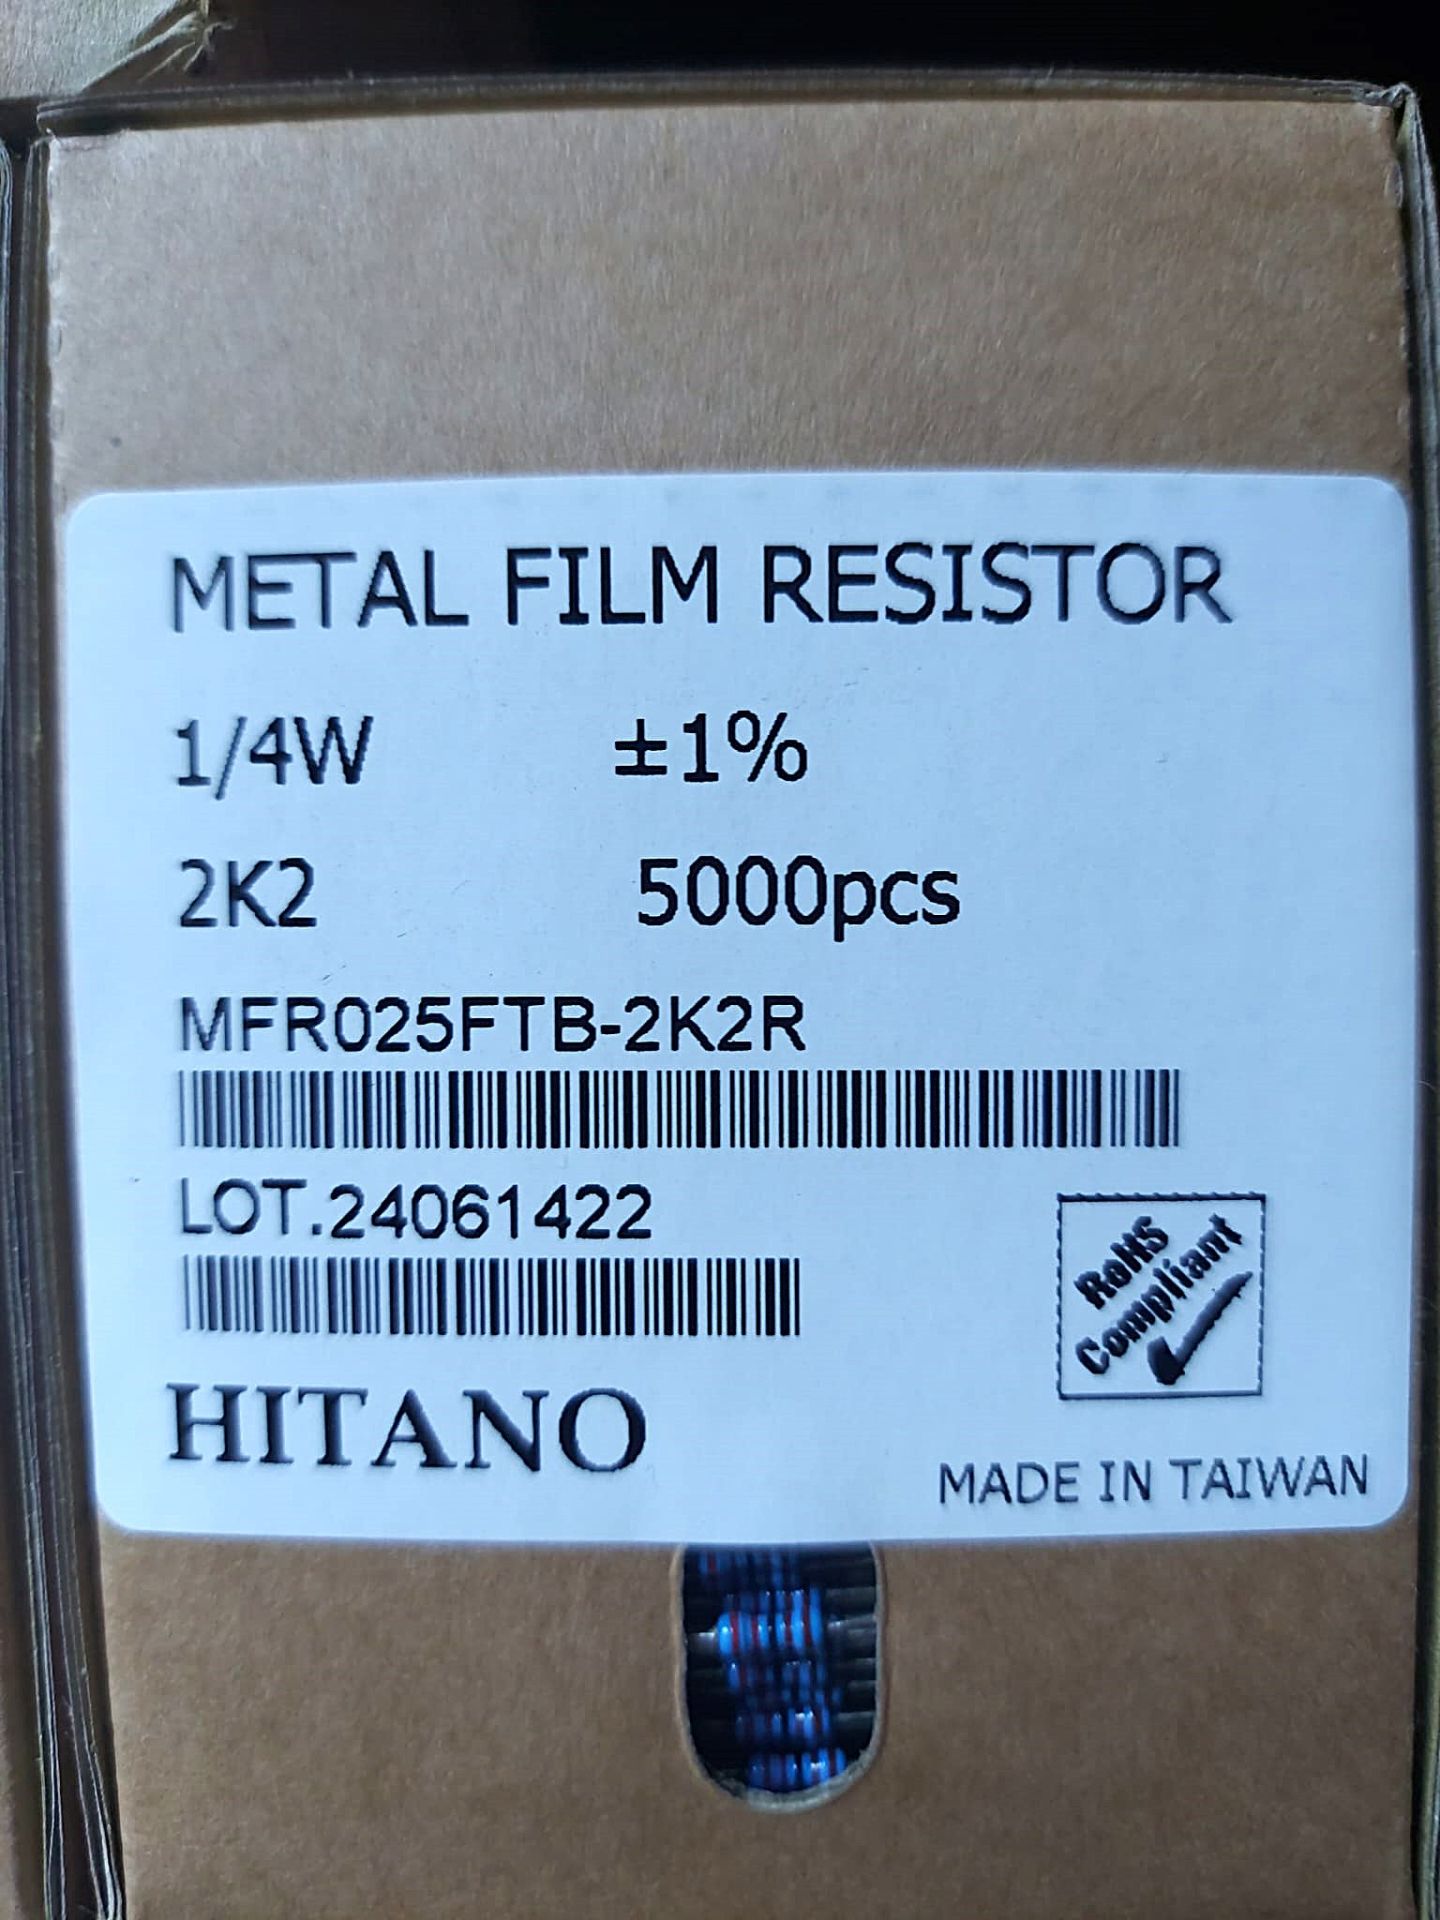 METAL FILM RESISTOR
1/4W ±1%
2K2 5000pcs
MFR025FTB-2K2R
LOT.24061422
RoHS
Compliant
HITANO
MADE IN TAIWAN